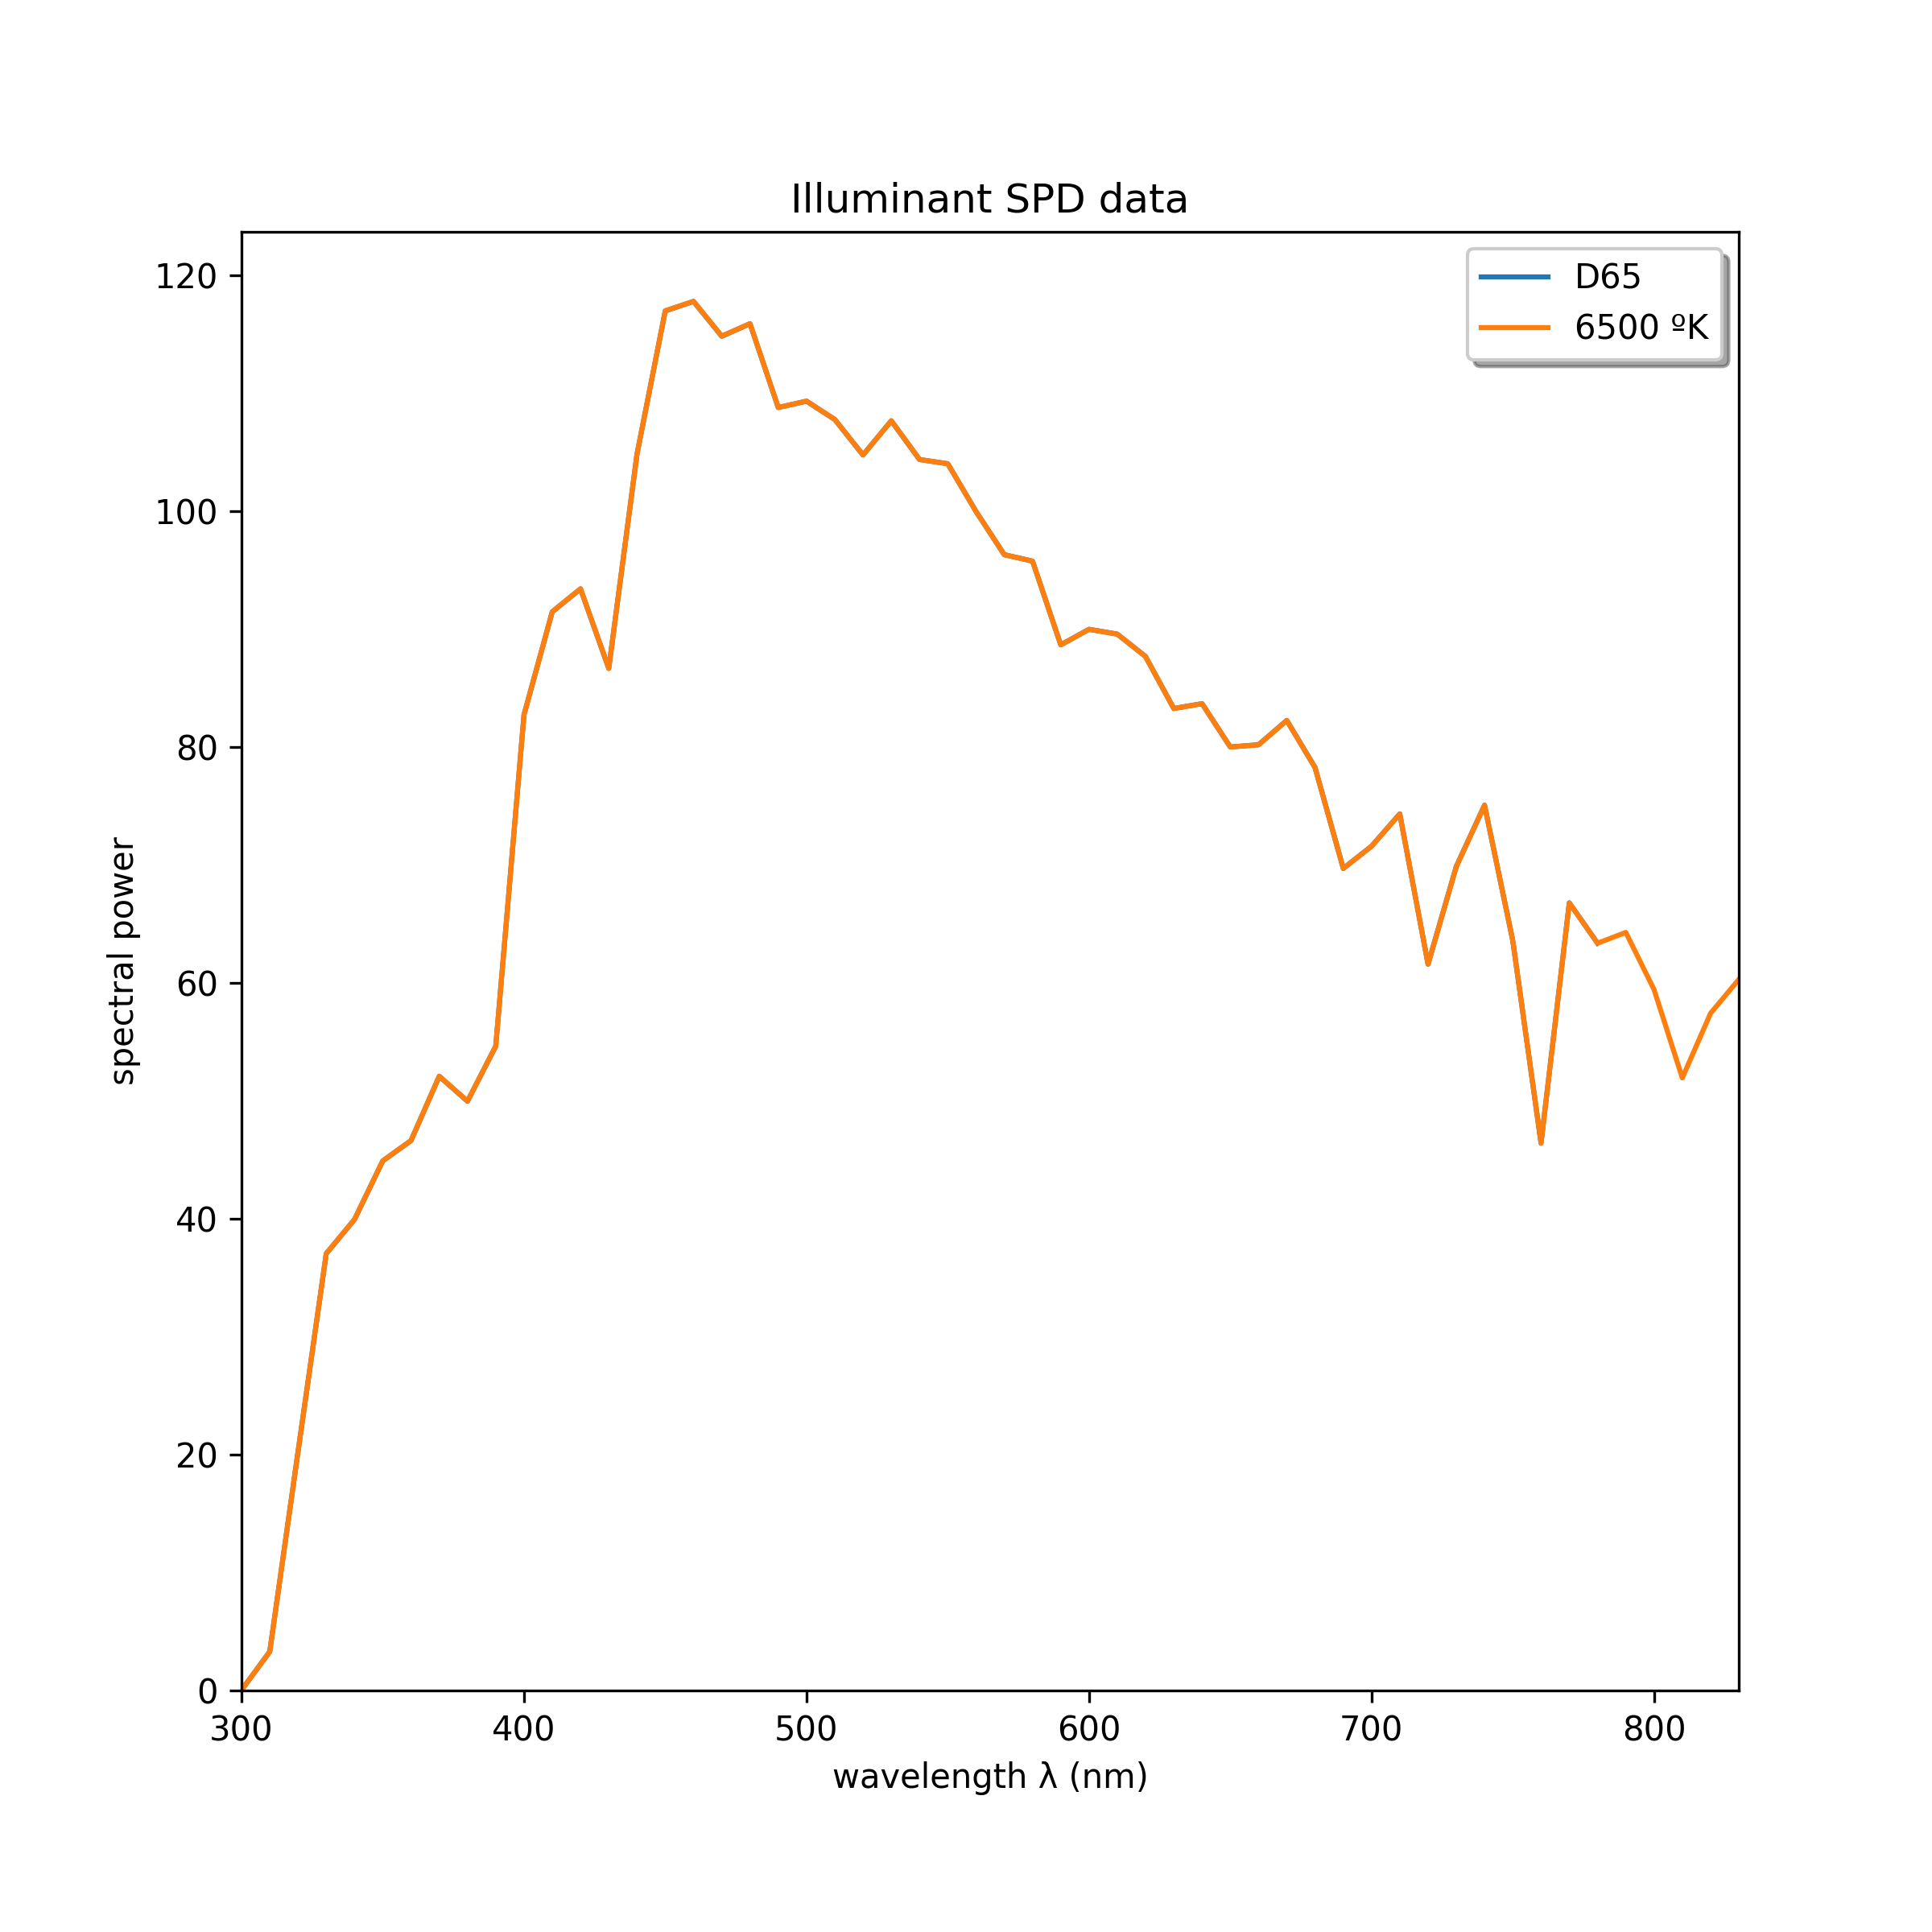 Illuminant SPD data
D65
6500 ºK
120
100
80
60
40
20
0
spectral power
300 400 500 600 700 800
wavelength λ (nm)